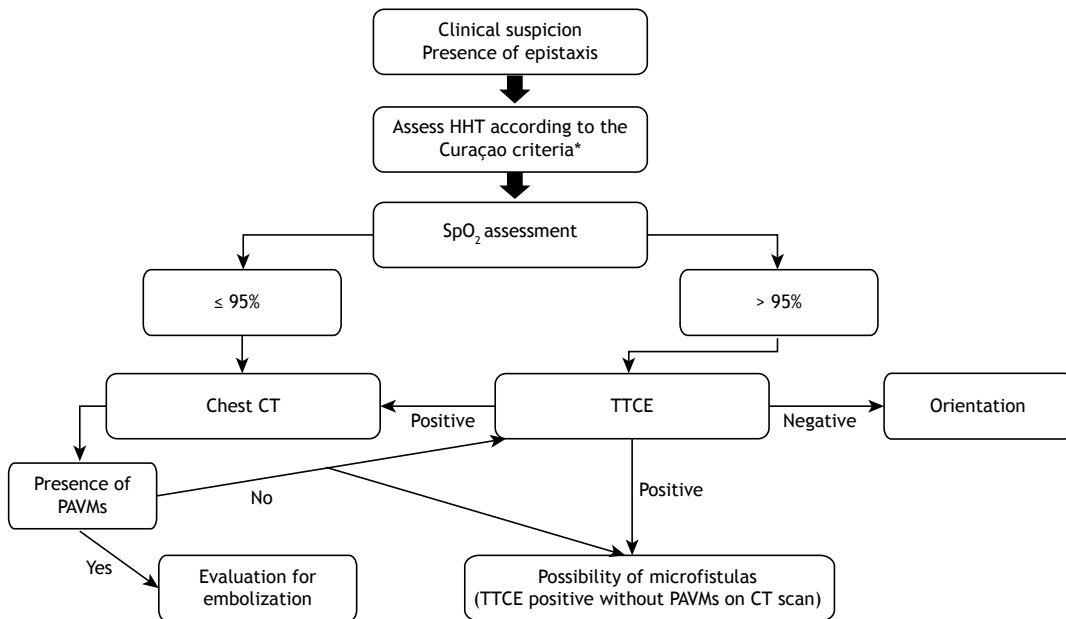 Clinical suspicion
Presence of epistaxis
Assess HHT according to the
Curaçao criteria*
SpO₂ assessment
≤ 95%
> 95%
Chest CT
Positive
TTCE
Negative
Orientation
Presence of
PAVMs
No
Positive
Yes
Evaluation for
embolization
Possibility of microfistulas
(TTCE positive without PAVMs on CT scan)